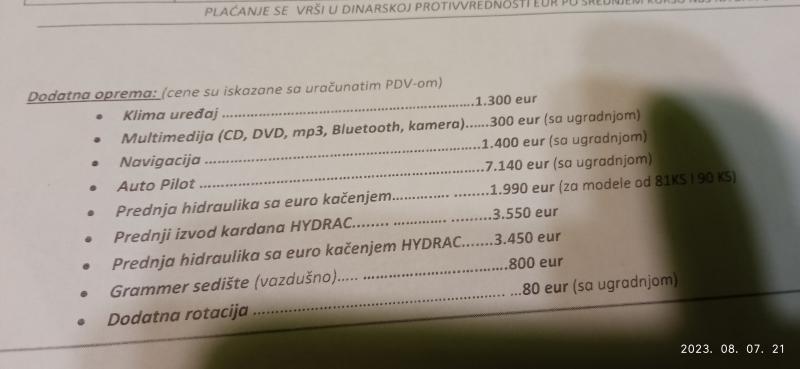 PLAĆANJE SE VRŠI U DINARSKOJ PROTIVVREDNOSTI EUR PO SREDNJEM KURSU
Dodatna oprema: (cene su iskazane sa uračunatim PDV-om)
• Klima uređaj ......................................................................1.300 eur
• Multimedija (CD, DVD, mp3, Bluetooth, kamera)......300 eur (sa ugradnjom)
• Navigacija .......................................................................1.400 eur (sa ugradnjom)
• Auto Pilot .........................................................................7.140 eur (sa ugradnjom)
• Prednja hidraulika sa euro kačenjem.............. .........1.990 eur (za modele od 81KS I 90 KS)
• Prednji izvod kardana HYDRAC........ ............. ..........3.550 eur
• Prednja hidraulika sa euro kačenjem HYDRAC.......3.450 eur
• Grammer sedište (vazdušno)..... .....................................800 eur
• Dodatna rotacija ................................................................ ...80 eur (sa ugradnjom)
2023. 08. 07. 21